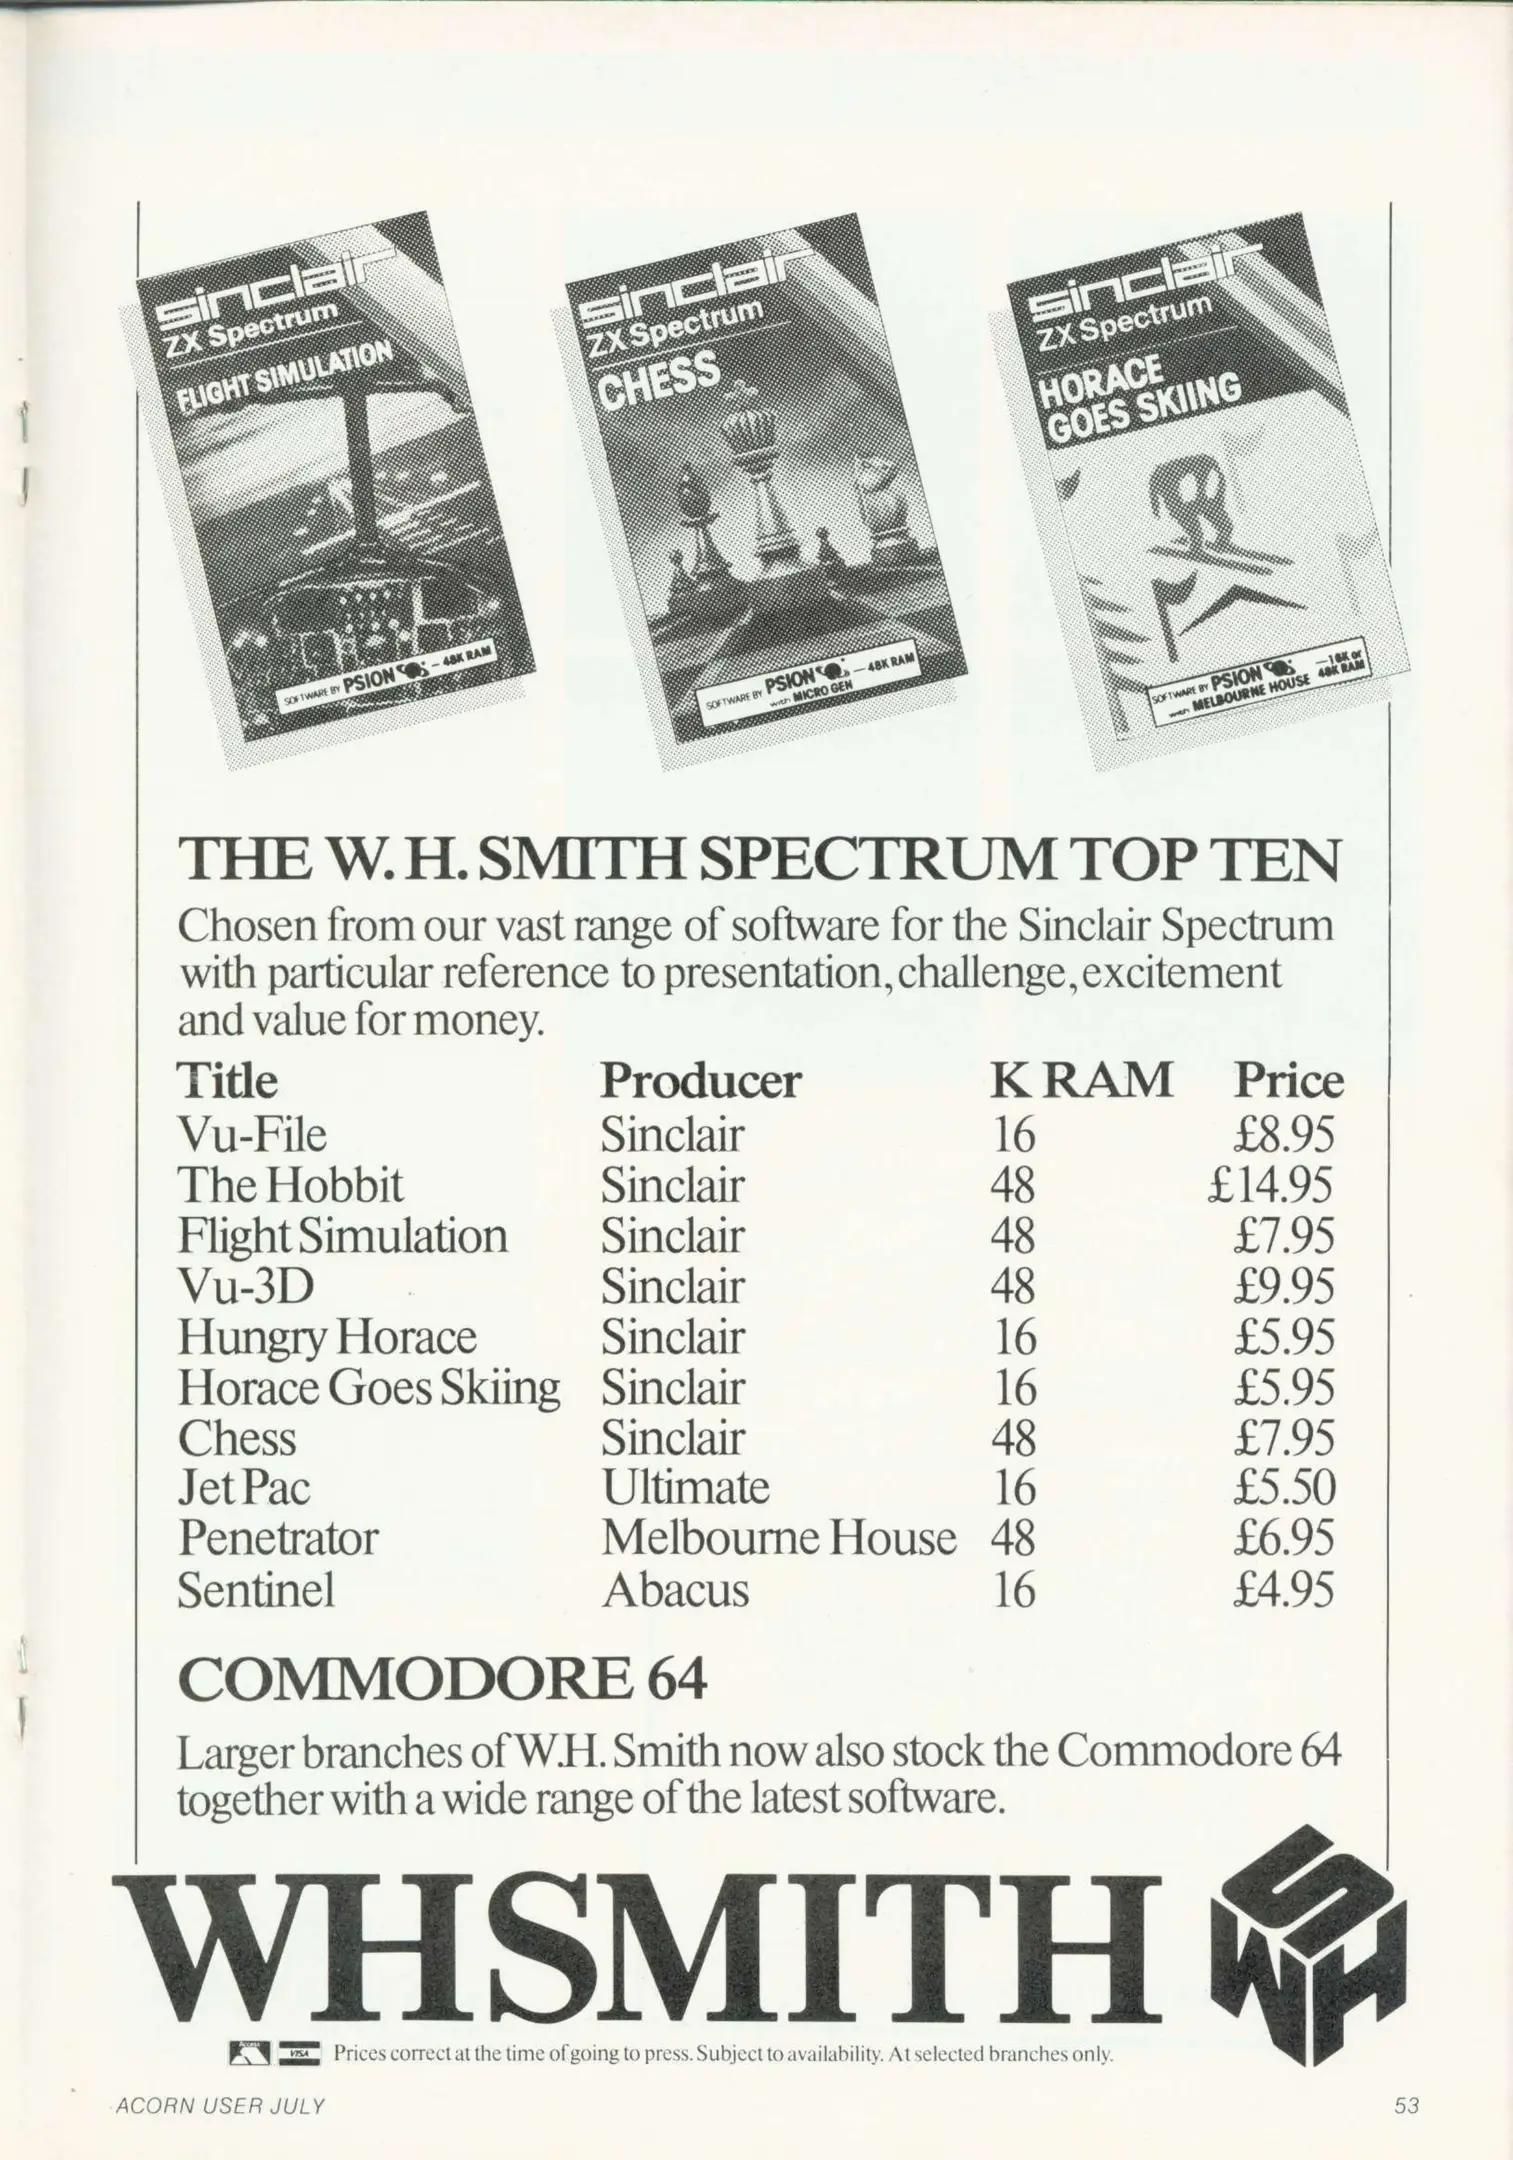 sinclair
ZX Spectrum
FLIGHT SIMULATION
SOFTWARE BY PSION – 48K RAM
sinclair
ZX Spectrum
CHESS
SOFTWARE BY PSION – 48K RAM
with MICRO GEN
sinclair
ZX Spectrum
HORACE
GOES SKIING
SOFTWARE BY PSION – 16K or
with MELBOURNE HOUSE 48K RAM
THE W.H. SMITH SPECTRUM TOP TEN
Chosen from our vast range of software for the Sinclair Spectrum
with particular reference to presentation, challenge, excitement
and value for money.
Title Producer K RAM Price
Vu-File Sinclair 16 £8.95
The Hobbit Sinclair 48 £14.95
Flight Simulation Sinclair 48 £7.95
Vu-3D Sinclair 48 £9.95
Hungry Horace Sinclair 16 £5.95
Horace Goes Skiing Sinclair 16 £5.95
Chess Sinclair 48 £7.95
Jet Pac Ultimate 16 £5.50
Penetrator Melbourne House 48 £6.95
Sentinel Abacus 16 £4.95
COMMODORE 64
Larger branches of W.H. Smith now also stock the Commodore 64
together with a wide range of the latest software.
WHSMITH WHS
Access VISA Prices correct at the time of going to press. Subject to availability. At selected branches only.
ACORN USER JULY 53